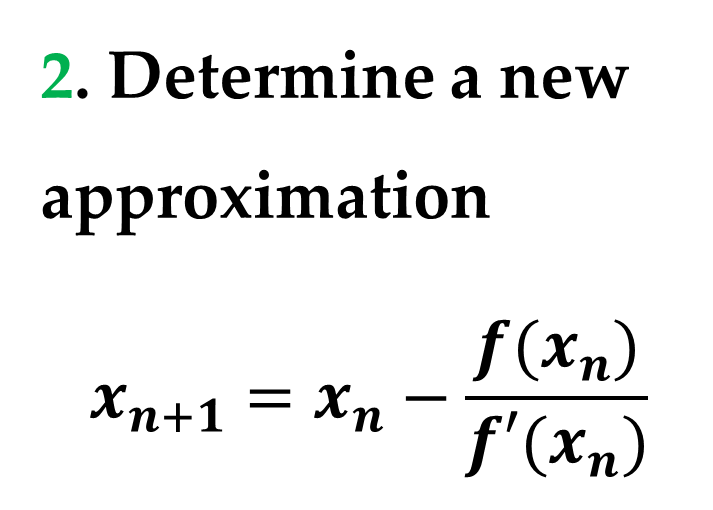 2. Determine a new
approximation
xₙ₊₁ = xₙ − f(xₙ)/f′(xₙ)